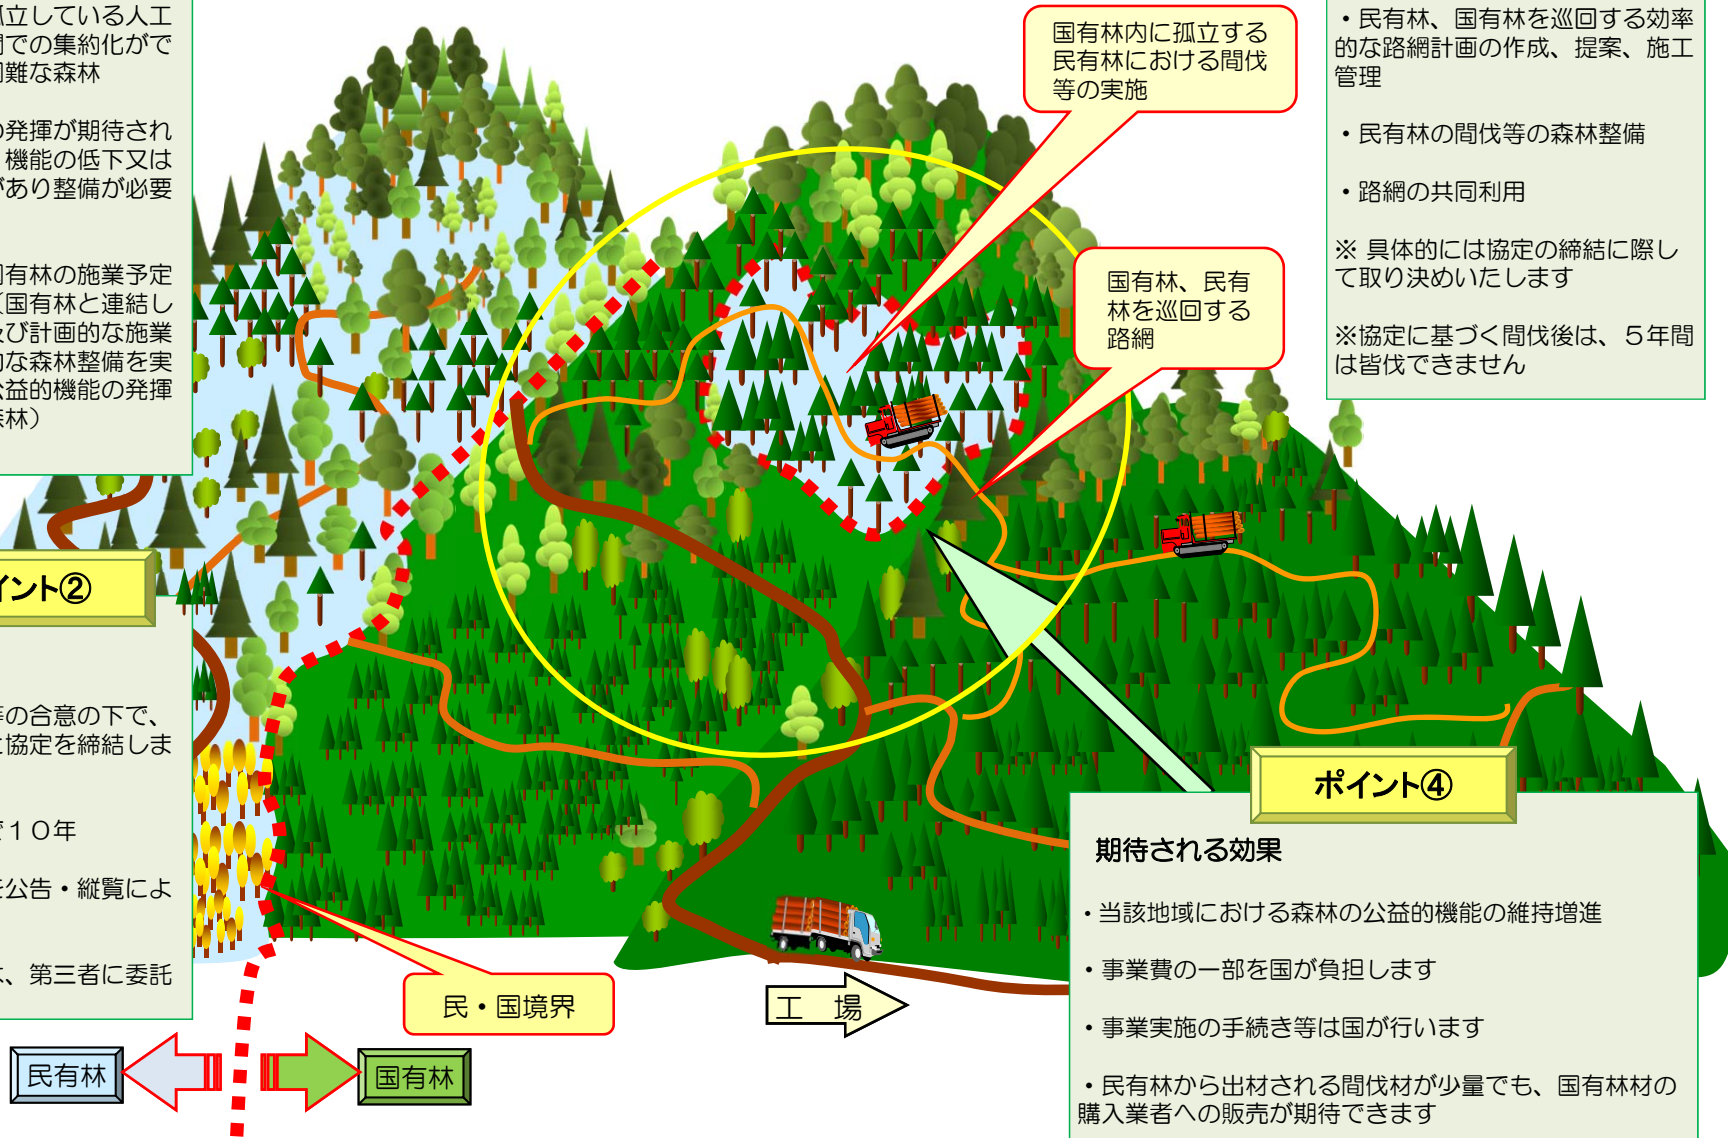 孤立している人工
間での集約化がで
困難な森林
の発揮が期待され
、機能の低下又は
があり整備が必要
国有林の施業予定
（国有林と連結し
及び計画的な施業
的な森林整備を実
公益的機能の発揮
森林）
イント②
等の合意の下で、
と協定を締結しま
で１０年
を公告・縦覧によ
は、第三者に委託
国有林内に孤立する
民有林における間伐
等の実施
国有林、民有
林を巡回する
路網
・民有林、国有林を巡回する効率
的な路網計画の作成、提案、施工
管理
・民有林の間伐等の森林整備
・路網の共同利用
※ 具体的には協定の締結に際し
て取り決めいたします
※協定に基づく間伐後は、５年間
は皆伐できません
ポイント④
期待される効果
・当該地域における森林の公益的機能の維持増進
・事業費の一部を国が負担します
・事業実施の手続き等は国が行います
・民有林から出材される間伐材が少量でも、国有林材の
購入業者への販売が期待できます
民・国境界
工　場
民有林
国有林